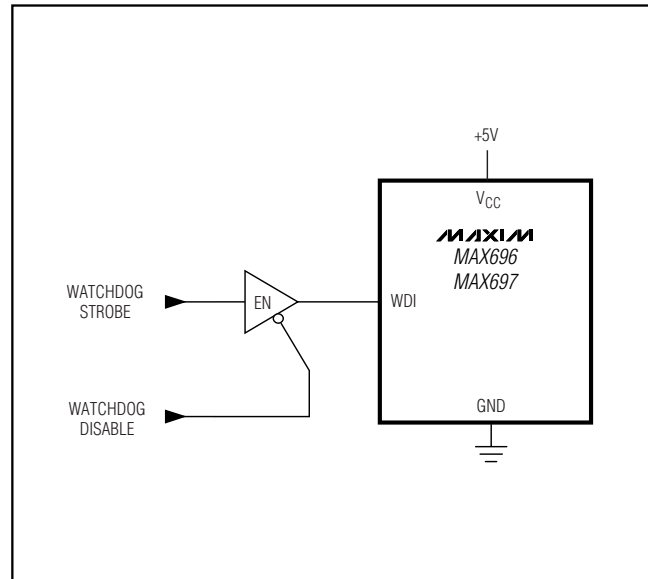 +5V
VCC
MAXIM
MAX696
MAX697
WATCHDOG
STROBE
EN
WDI
WATCHDOG
DISABLE
GND